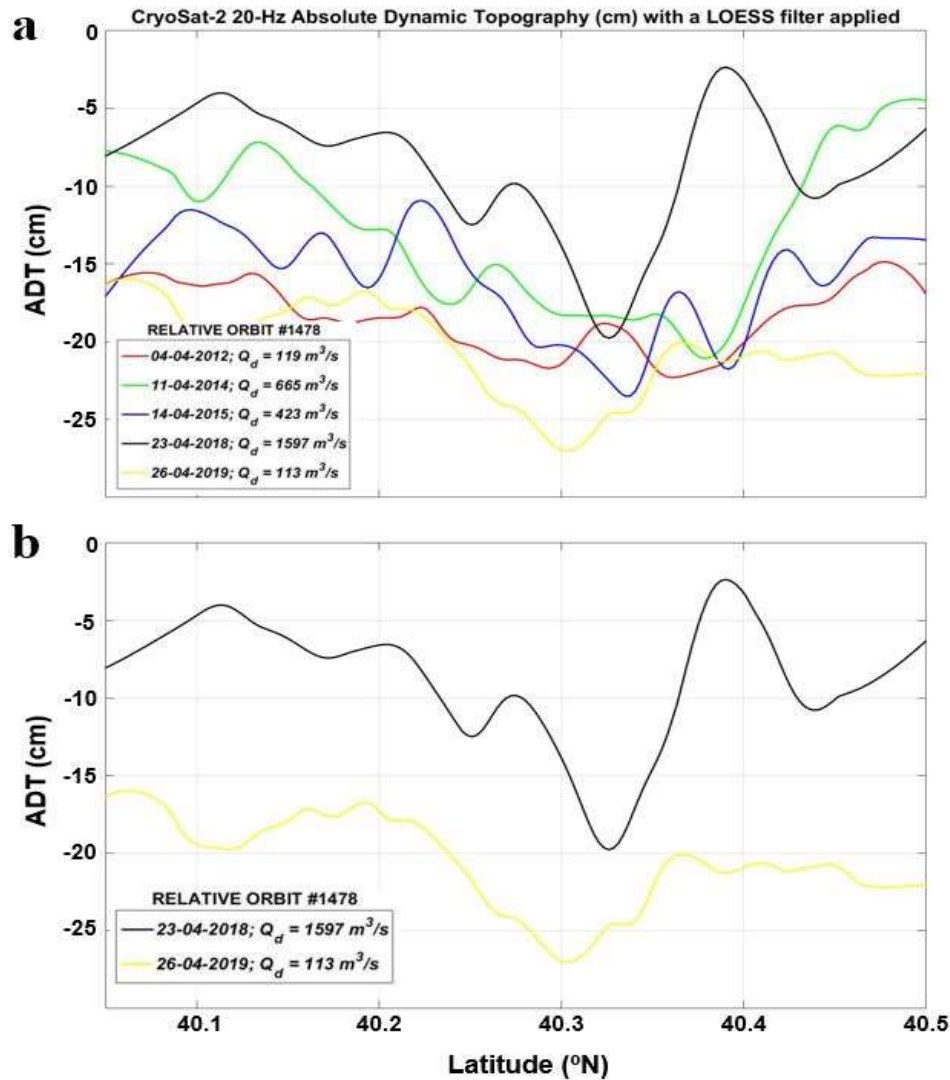 a
CryoSat-2 20-Hz Absolute Dynamic Topography (cm) with a LOESS filter applied
0
-5
-10
-15
-20
-25
ADT (cm)
RELATIVE ORBIT #1478
04-04-2012; Q_d = 119 m^3/s
11-04-2014; Q_d = 665 m^3/s
14-04-2015; Q_d = 423 m^3/s
23-04-2018; Q_d = 1597 m^3/s
26-04-2019; Q_d = 113 m^3/s
b
0
-5
-10
-15
-20
-25
ADT (cm)
RELATIVE ORBIT #1478
23-04-2018; Q_d = 1597 m^3/s
26-04-2019; Q_d = 113 m^3/s
40.1 40.2 40.3 40.4 40.5
Latitude (ºN)